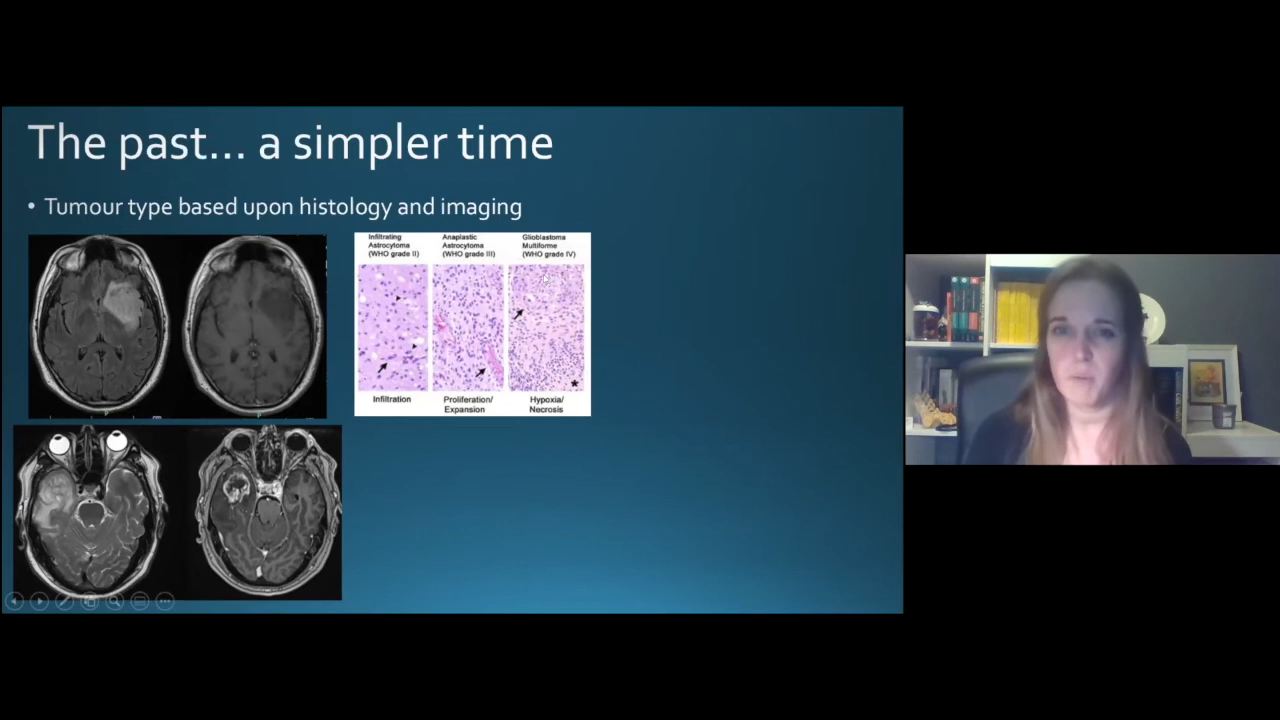 The past... a simpler time
• Tumour type based upon histology and imaging
Infiltrating
Astrocytoma
(WHO grade II)
Anaplastic
Astrocytoma
(WHO grade III)
Glioblastoma
Multiforme
(WHO grade IV)
Infiltration
Proliferation/
Expansion
Hypoxia/
Necrosis